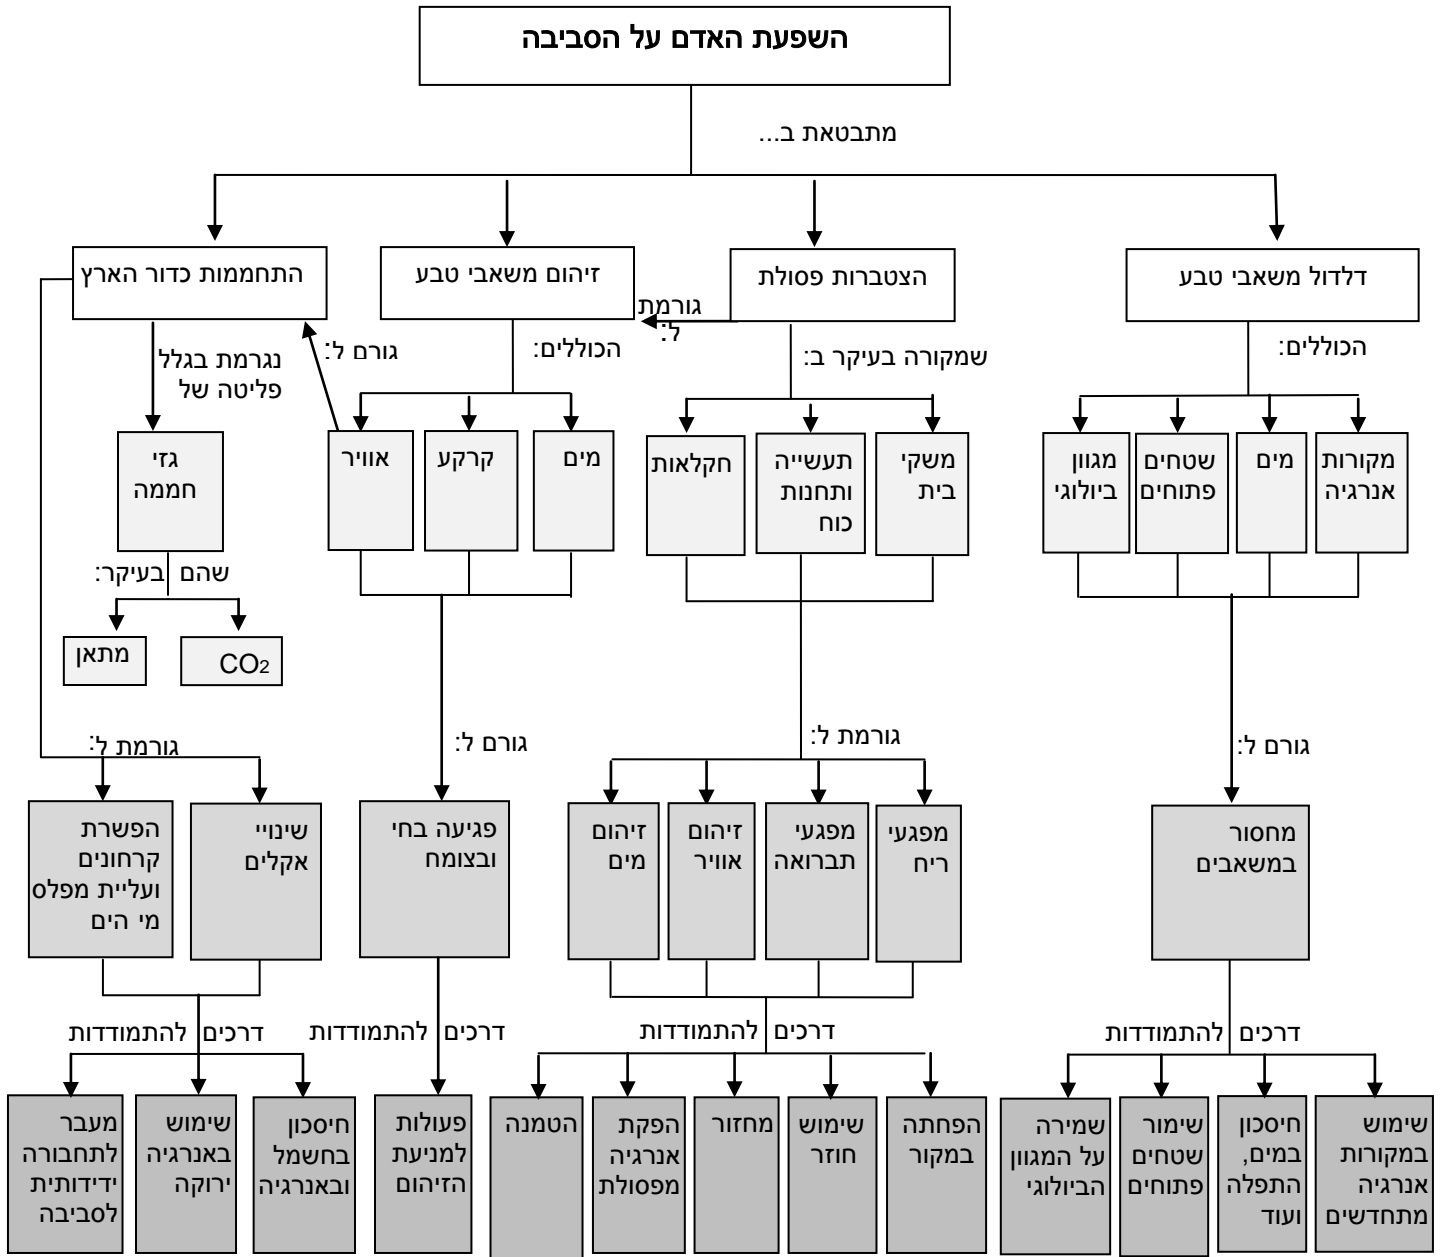 השפעת האדם על הסביבה
מתבטאת ב...
דלדול משאבי טבע
הצטברות פסולת
זיהום משאבי טבע
התחממות כדור הארץ
גורמת
ל:
הכוללים:
שמקורה בעיקר ב:
הכוללים:
גורם ל:
נגרמת בגלל
פליטה של
מקורות
אנרגיה
מים
שטחים
פתוחים
מגוון
ביולוגי
משקי
בית
תעשייה
ותחנות
כוח
חקלאות
מים
קרקע
אוויר
גזי
חממה
שהם בעיקר:
CO2
מתאן
גורם ל:
גורמת ל:
גורם ל:
גורמת ל:
מחסור
במשאבים
מפגעי
ריח
מפגעי
תברואה
זיהום
אוויר
זיהום
מים
פגיעה בחי
ובצומח
שינויי
אקלים
הפשרת
קרחונים
ועליית מפלס
מי הים
דרכים להתמודדות
דרכים להתמודדות
דרכים להתמודדות
דרכים להתמודדות
שימוש
במקורות
אנרגיה
מתחדשים
חיסכון
במים,
התפלה
ועוד
שימור
שטחים
פתוחים
שמירה
על המגוון
הביולוגי
הפחתה
במקור
שימוש
חוזר
מחזור
הפקת
אנרגיה
מפסולת
הטמנה
פעולות
למניעת
הזיהום
חיסכון
בחשמל
ובאנרגיה
שימוש
באנרגיה
ירוקה
מעבר
לתחבורה
ידידותית
לסביבה